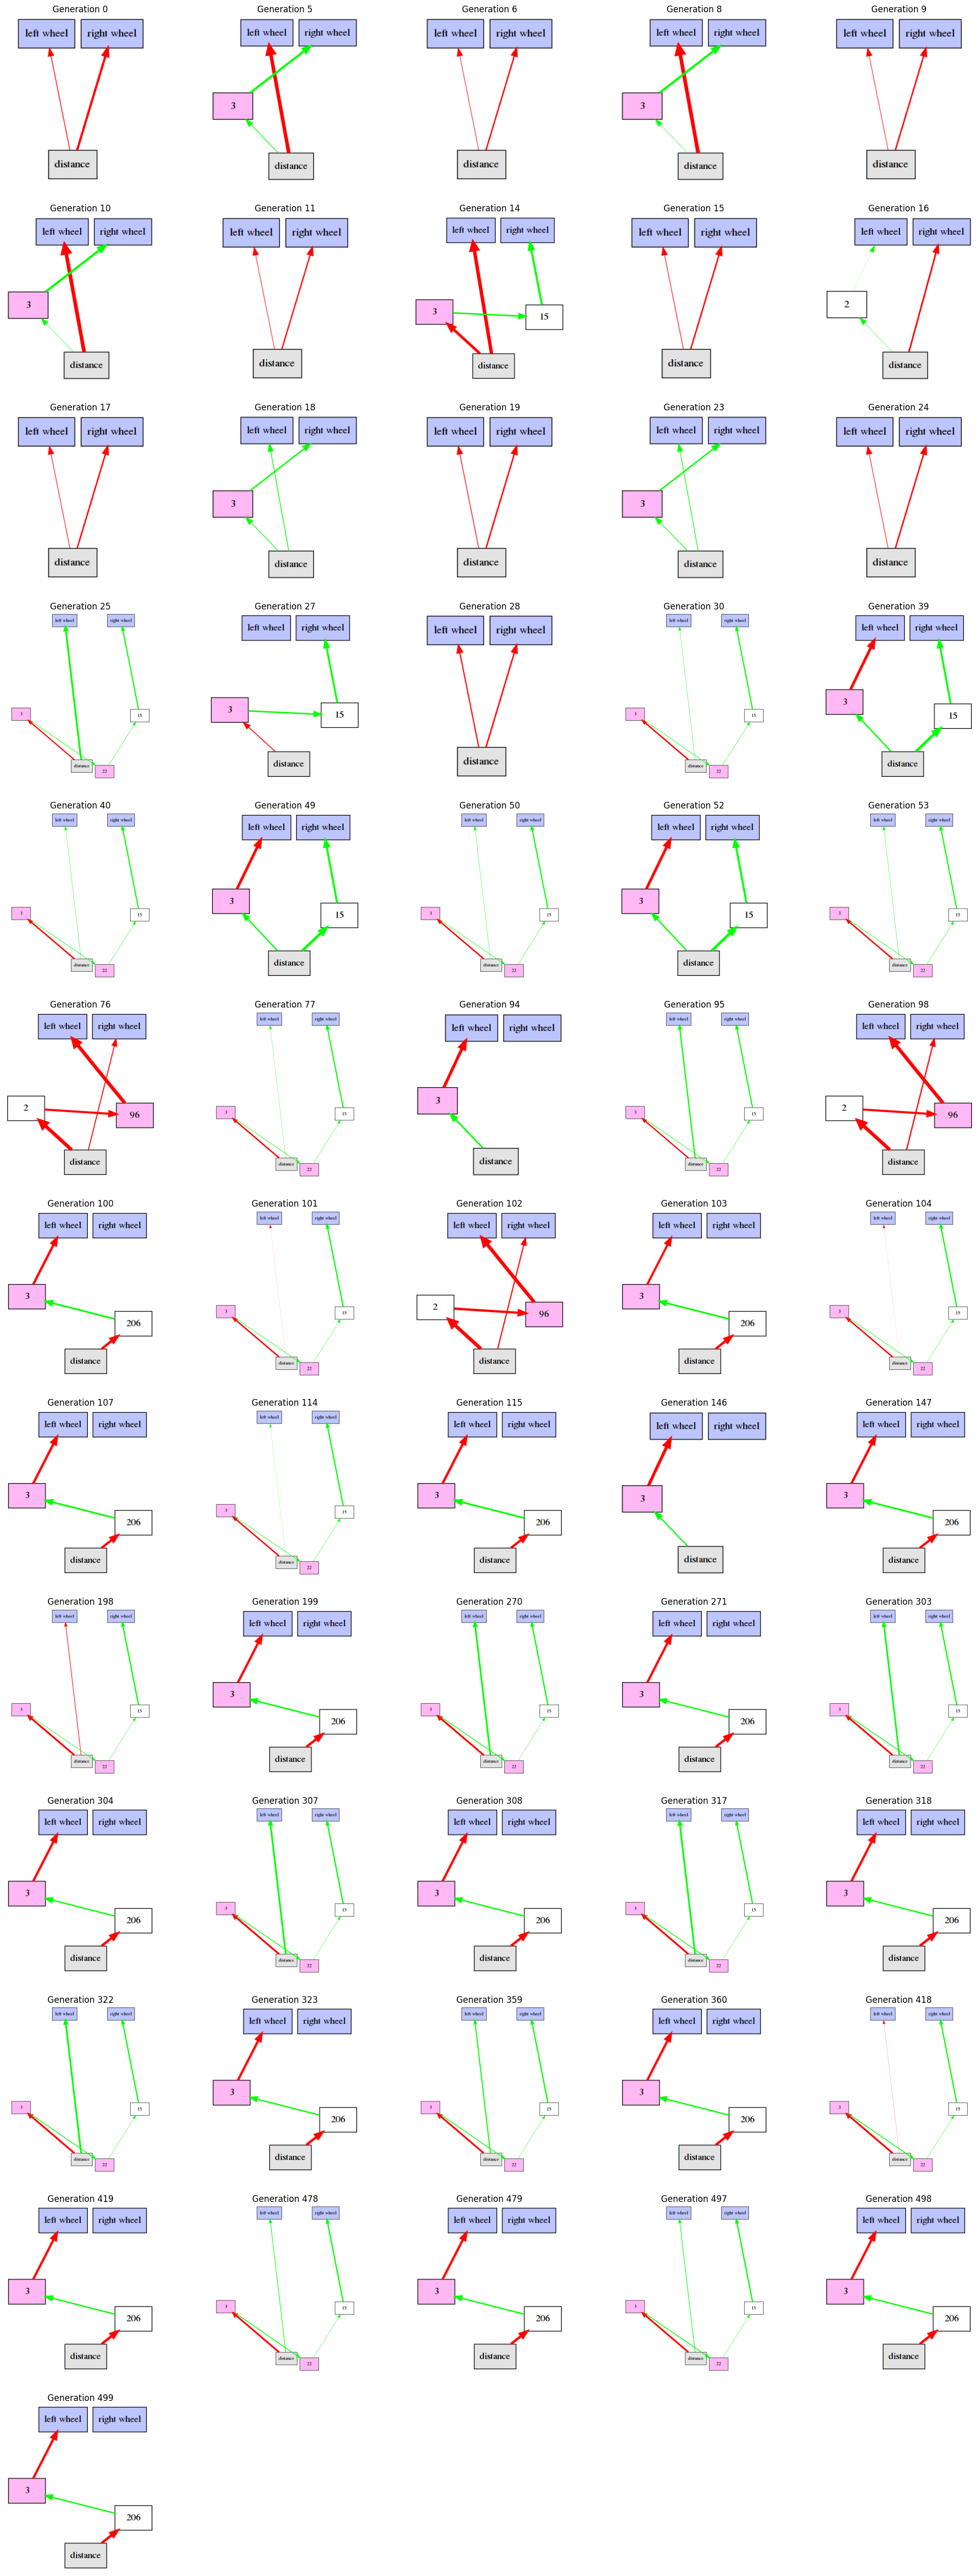 Generation 0
left wheel
right wheel
distance
Generation 5
left wheel
right wheel
3
distance
Generation 6
left wheel
right wheel
distance
Generation 8
left wheel
right wheel
3
distance
Generation 9
left wheel
right wheel
distance
Generation 10
left wheel
right wheel
3
distance
Generation 11
left wheel
right wheel
distance
Generation 14
left wheel
right wheel
3
15
distance
Generation 15
left wheel
right wheel
distance
Generation 16
left wheel
right wheel
2
distance
Generation 17
left wheel
right wheel
distance
Generation 18
left wheel
right wheel
3
distance
Generation 19
left wheel
right wheel
distance
Generation 23
left wheel
right wheel
3
distance
Generation 24
left wheel
right wheel
distance
Generation 25
left wheel
right wheel
3
15
distance
22
Generation 27
left wheel
right wheel
3
15
distance
Generation 28
left wheel
right wheel
distance
Generation 30
left wheel
right wheel
3
15
distance
22
Generation 39
left wheel
right wheel
3
15
distance
Generation 40
left wheel
right wheel
3
15
distance
22
Generation 49
left wheel
right wheel
3
15
distance
Generation 50
left wheel
right wheel
3
15
distance
22
Generation 52
left wheel
right wheel
3
15
distance
Generation 53
left wheel
right wheel
3
15
distance
22
Generation 76
left wheel
right wheel
2
96
distance
Generation 77
left wheel
right wheel
3
15
distance
22
Generation 94
left wheel
right wheel
3
distance
Generation 95
left wheel
right wheel
3
15
distance
22
Generation 98
left wheel
right wheel
2
96
distance
Generation 100
left wheel
right wheel
3
206
distance
Generation 101
left wheel
right wheel
3
15
distance
22
Generation 102
left wheel
right wheel
2
96
distance
Generation 103
left wheel
right wheel
3
206
distance
Generation 104
left wheel
right wheel
3
15
distance
22
Generation 107
left wheel
right wheel
3
206
distance
Generation 114
left wheel
right wheel
3
15
distance
22
Generation 115
left wheel
right wheel
3
206
distance
Generation 146
left wheel
right wheel
3
distance
Generation 147
left wheel
right wheel
3
206
distance
Generation 198
left wheel
right wheel
3
15
distance
22
Generation 199
left wheel
right wheel
3
206
distance
Generation 270
left wheel
right wheel
3
15
distance
22
Generation 271
left wheel
right wheel
3
206
distance
Generation 303
left wheel
right wheel
3
15
distance
22
Generation 304
left wheel
right wheel
3
206
distance
Generation 307
left wheel
right wheel
3
15
distance
22
Generation 308
left wheel
right wheel
3
206
distance
Generation 317
left wheel
right wheel
3
15
distance
22
Generation 318
left wheel
right wheel
3
206
distance
Generation 322
left wheel
right wheel
3
15
distance
22
Generation 323
left wheel
right wheel
3
206
distance
Generation 359
left wheel
right wheel
3
15
distance
22
Generation 360
left wheel
right wheel
3
206
distance
Generation 418
left wheel
right wheel
3
15
distance
22
Generation 419
left wheel
right wheel
3
206
distance
Generation 478
left wheel
right wheel
3
15
distance
22
Generation 479
left wheel
right wheel
3
206
distance
Generation 497
left wheel
right wheel
3
15
distance
22
Generation 498
left wheel
right wheel
3
206
distance
Generation 499
left wheel
right wheel
3
206
distance